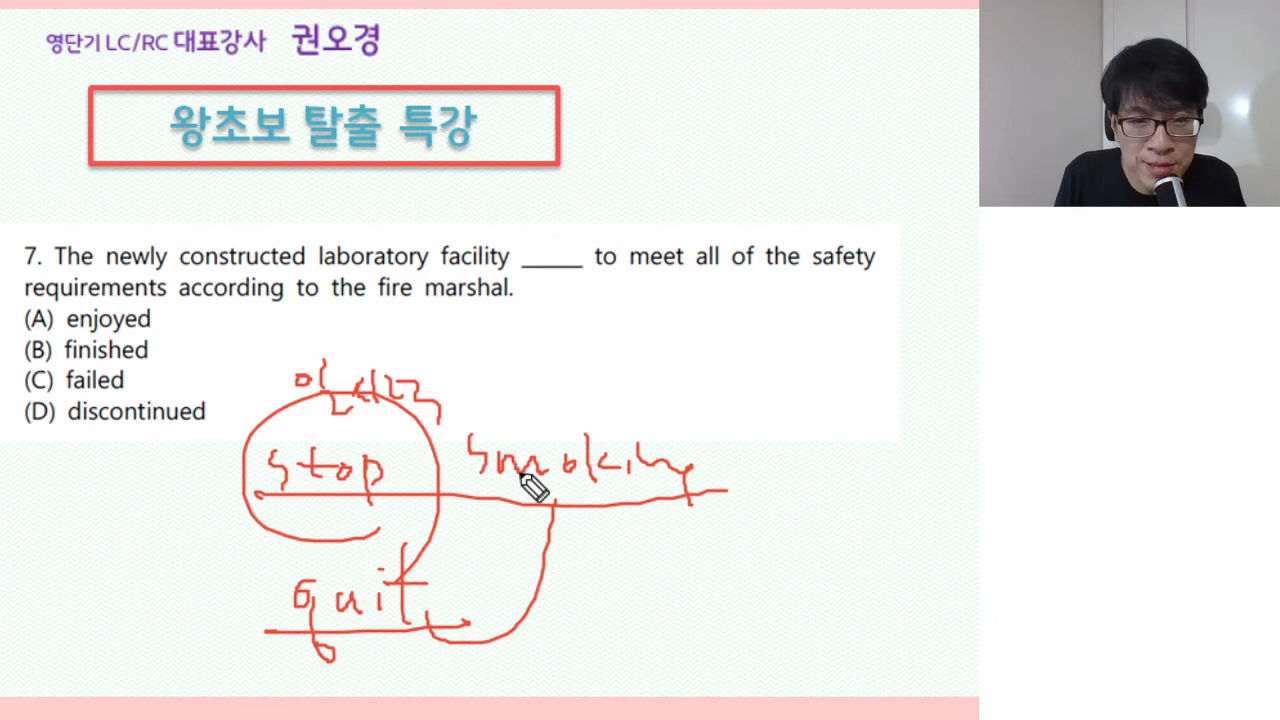 영단기 LC/RC 대표강사 권오경
왕초보 탈출 특강
7. The newly constructed laboratory facility _____ to meet all of the safety
requirements according to the fire marshal.
(A) enjoyed
(B) finished
(C) failed
(D) discontinued
stop smoking
quit